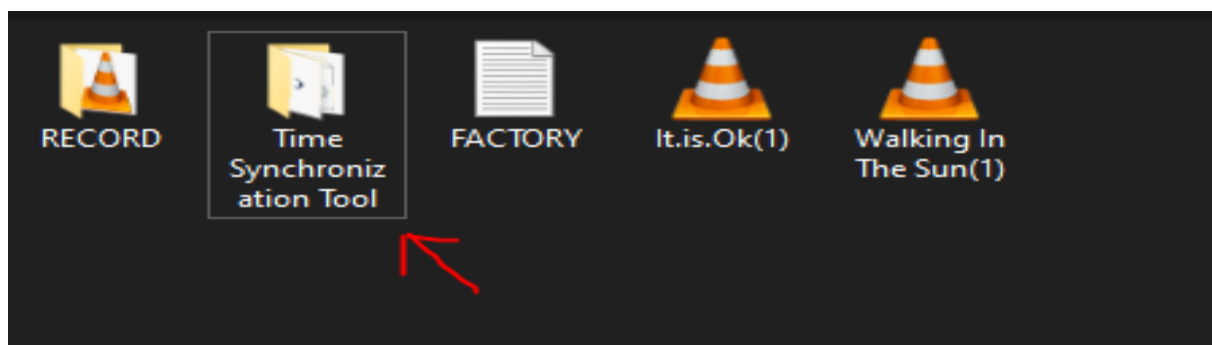 RECORD
Time
Synchroniz
ation Tool
FACTORY
It.is.Ok(1)
Walking In
The Sun(1)